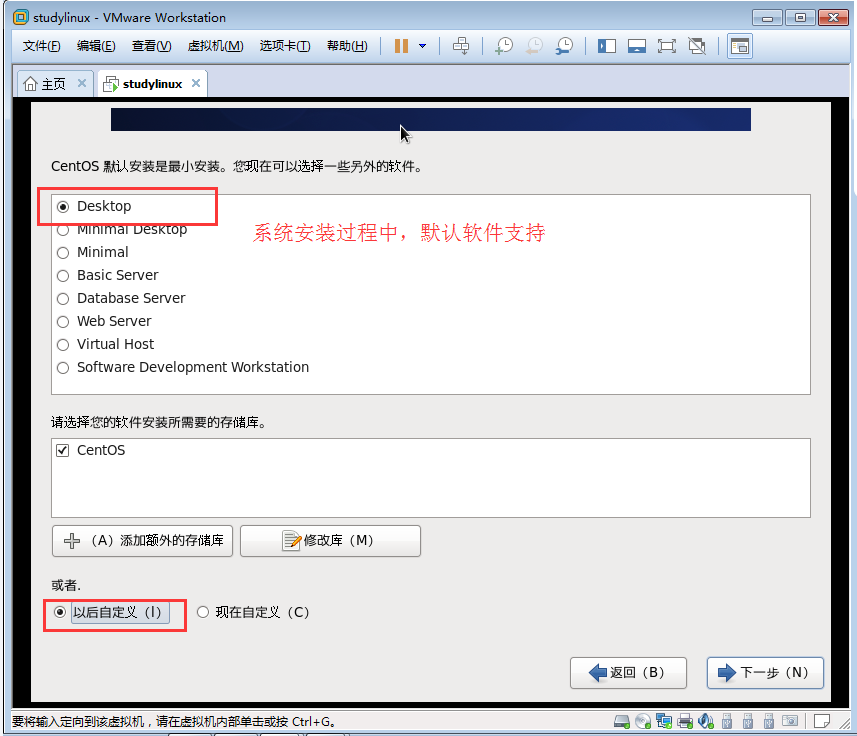 studylinux - VMware Workstation
文件(F) 编辑(E) 查看(V) 虚拟机(M) 选项卡(T) 帮助(H)
主页 studylinux
CentOS 默认安装是最小安装。您现在可以选择一些另外的软件。
Desktop
Minimal Desktop
系统安装过程中，默认软件支持
Minimal
Basic Server
Database Server
Web Server
Virtual Host
Software Development Workstation
请选择您的软件安装所需要的存储库。
CentOS
（A）添加额外的存储库 修改库（M）
或者.
以后自定义（l） 现在自定义（C）
返回（B） 下一步（N）
要将输入定向到该虚拟机，请在虚拟机内部单击或按 Ctrl+G。